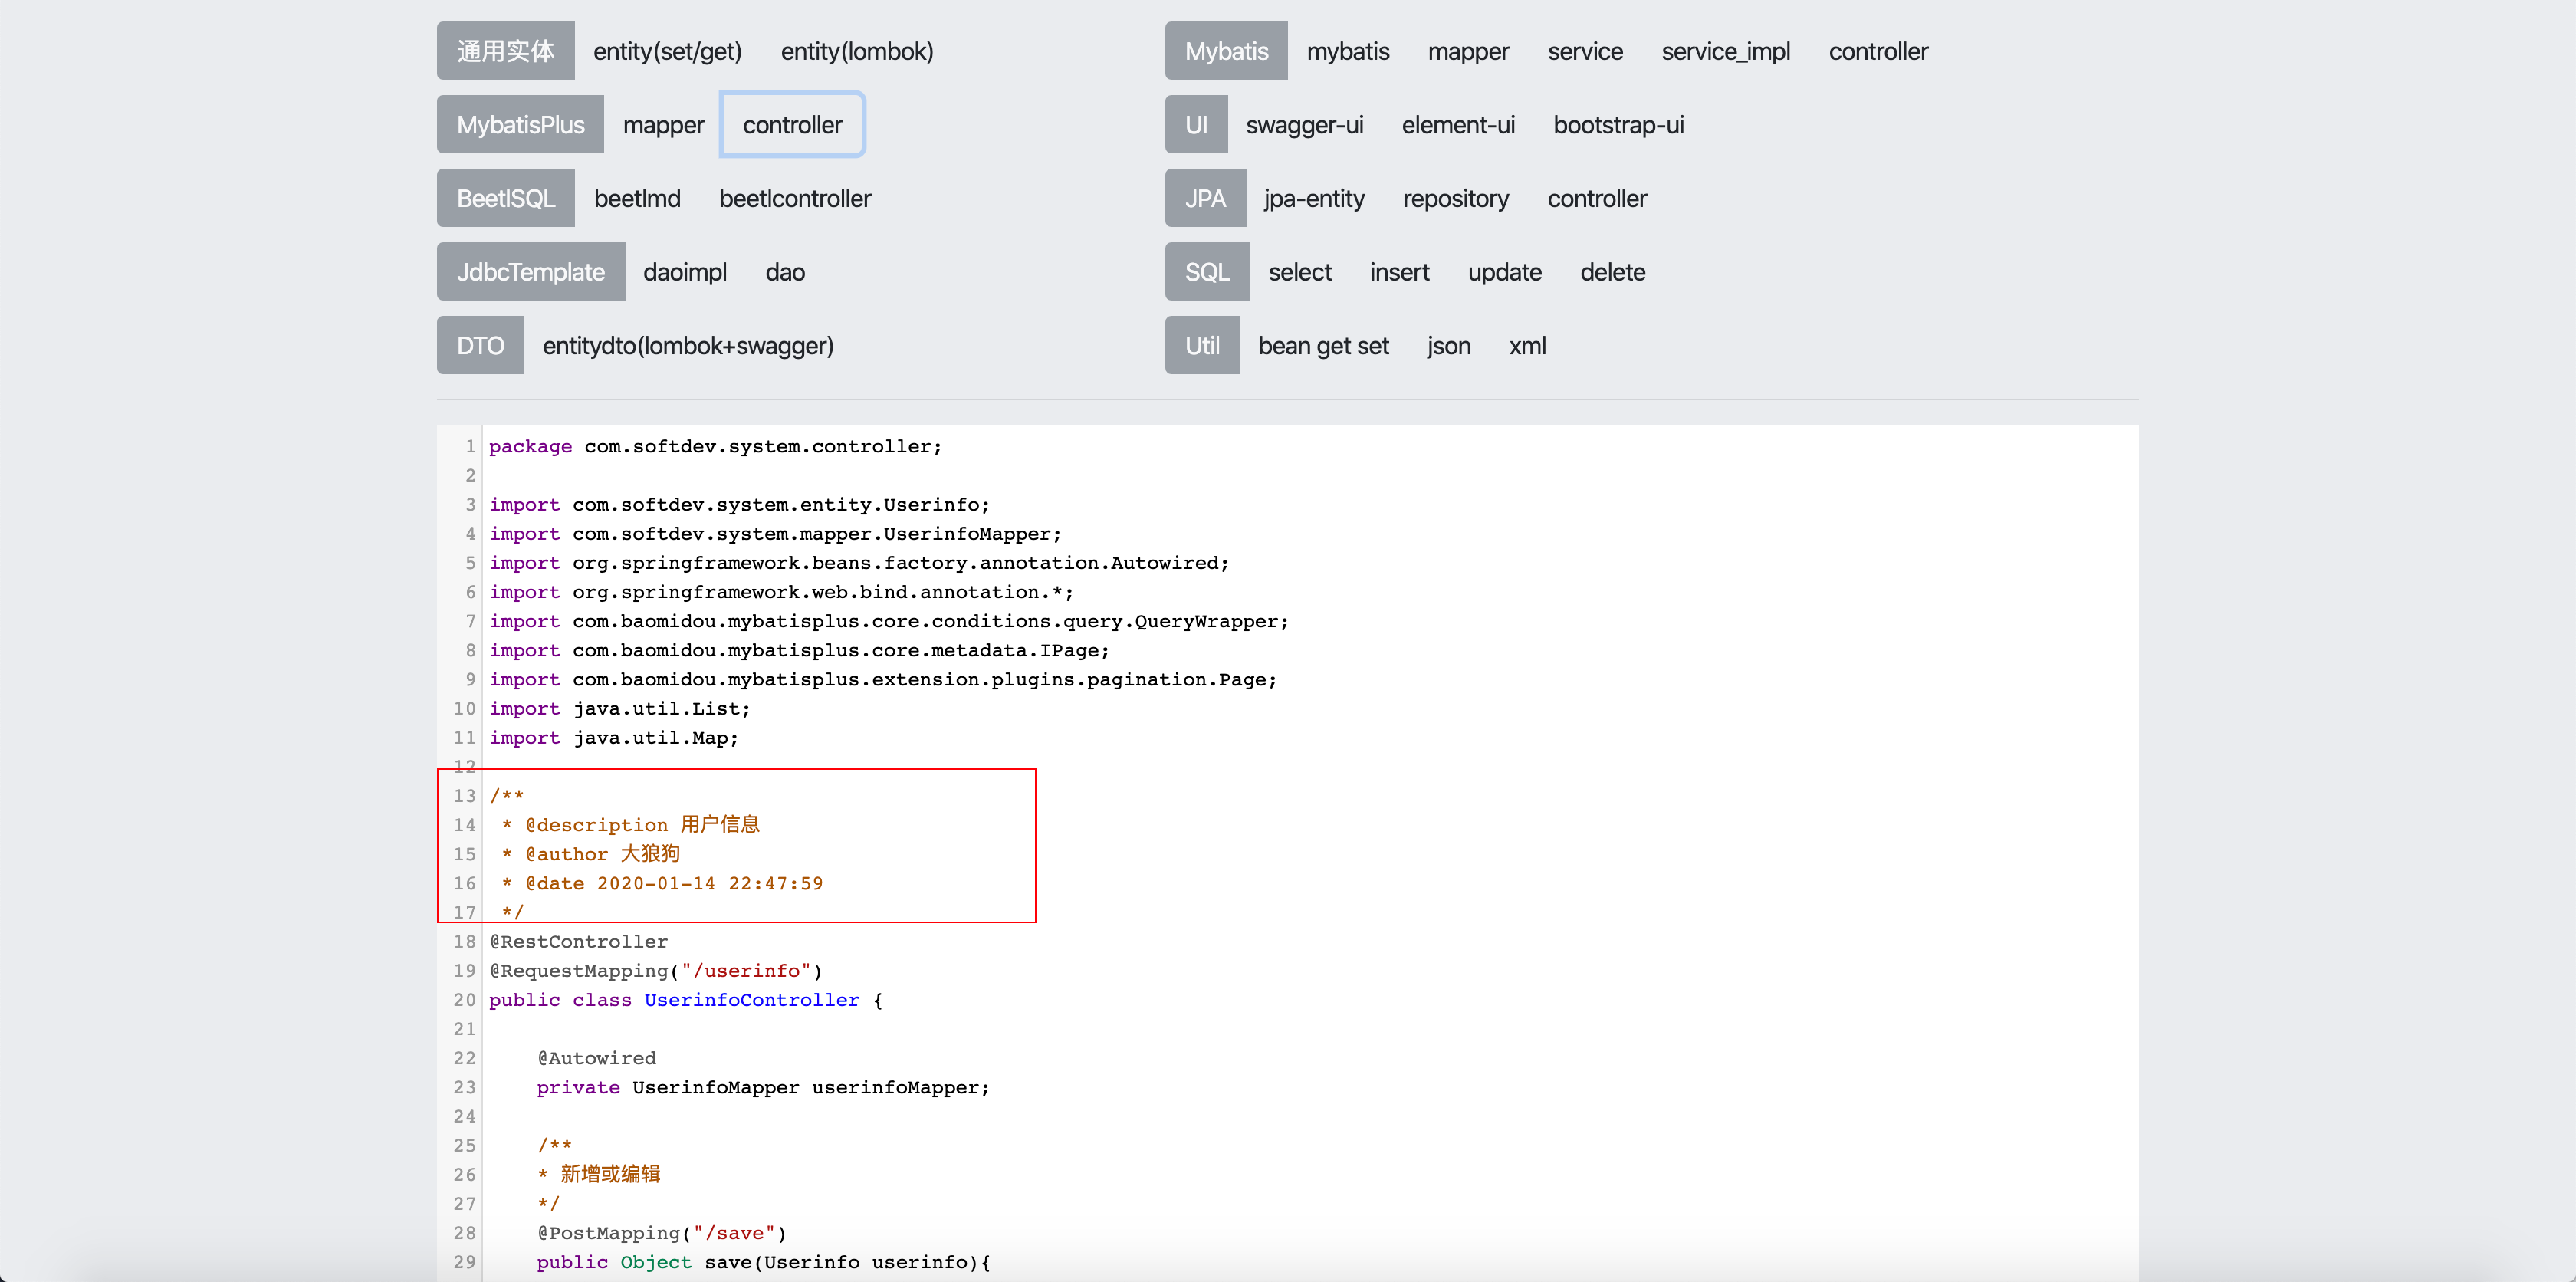 通用实体 entity(set/get) entity(lombok)
Mybatis mybatis mapper service service_impl controller
MybatisPlus mapper controller
UI swagger-ui element-ui bootstrap-ui
BeetlSQL beetlmd beetlcontroller
JPA jpa-entity repository controller
JdbcTemplate daoimpl dao
SQL select insert update delete
DTO entitydto(lombok+swagger)
Util bean get set json xml
1 package com.softdev.system.controller;
2
3 import com.softdev.system.entity.Userinfo;
4 import com.softdev.system.mapper.UserinfoMapper;
5 import org.springframework.beans.factory.annotation.Autowired;
6 import org.springframework.web.bind.annotation.*;
7 import com.baomidou.mybatisplus.core.conditions.query.QueryWrapper;
8 import com.baomidou.mybatisplus.core.metadata.IPage;
9 import com.baomidou.mybatisplus.extension.plugins.pagination.Page;
10 import java.util.List;
11 import java.util.Map;
12
13 /**
14 * @description 用户信息
15 * @author 大狼狗
16 * @date 2020-01-14 22:47:59
17 */
18 @RestController
19 @RequestMapping("/userinfo")
20 public class UserinfoController {
21
22 @Autowired
23 private UserinfoMapper userinfoMapper;
24
25 /**
26 * 新增或编辑
27 */
28 @PostMapping("/save")
29 public Object save(Userinfo userinfo){